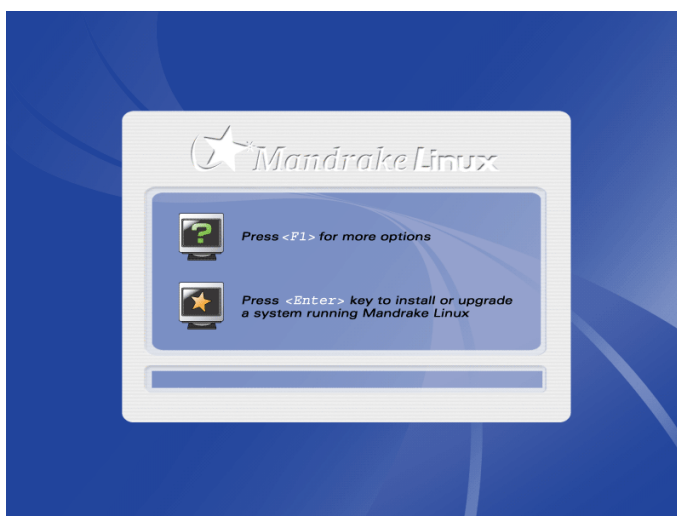 Mandrake Linux
Press <F1> for more options
Press <Enter> key to install or upgrade
a system running Mandrake Linux